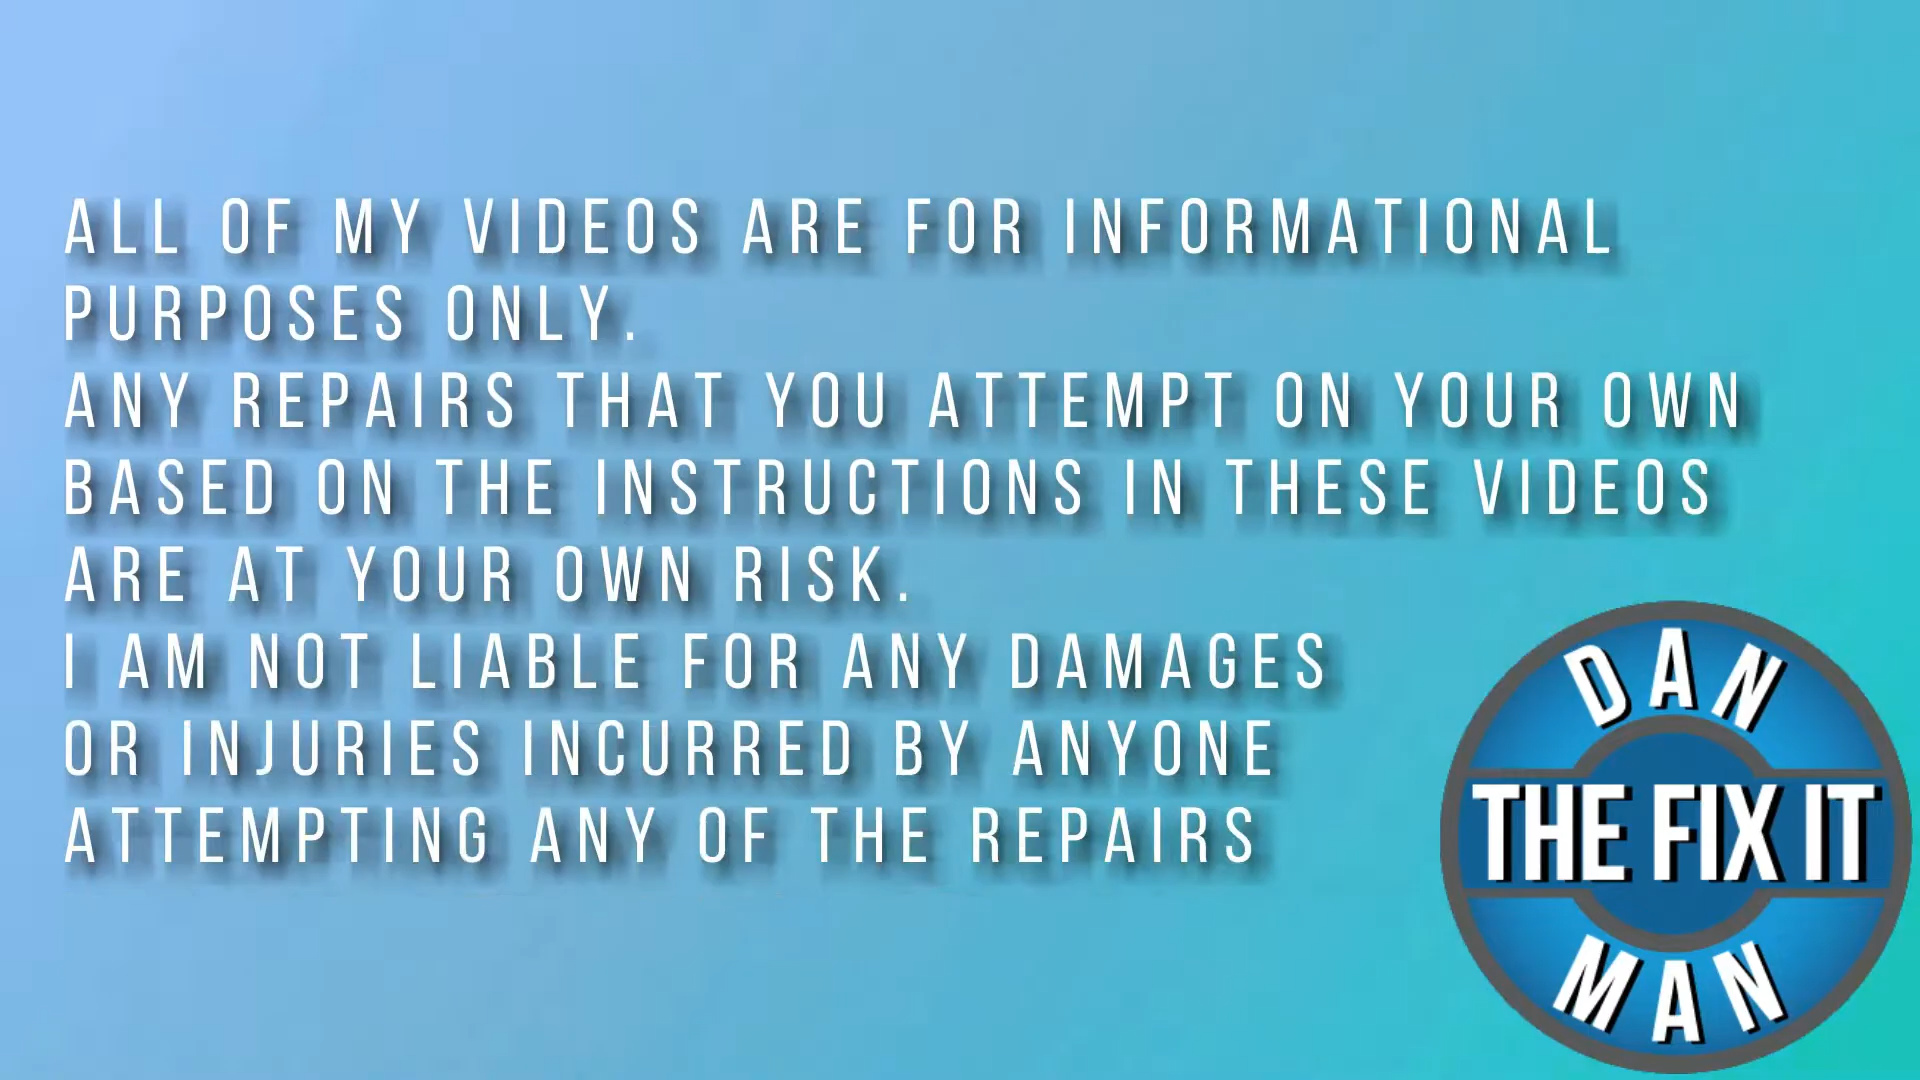 ALL OF MY VIDEOS ARE FOR INFORMATIONAL
PURPOSES ONLY.
ANY REPAIRS THAT YOU ATTEMPT ON YOUR OWN
BASED ON THE INSTRUCTIONS IN THESE VIDEOS
ARE AT YOUR OWN RISK.
I AM NOT LIABLE FOR ANY DAMAGES
OR INJURIES INCURRED BY ANYONE
ATTEMPTING ANY OF THE REPAIRS
DAN
THE FIX IT
MAN